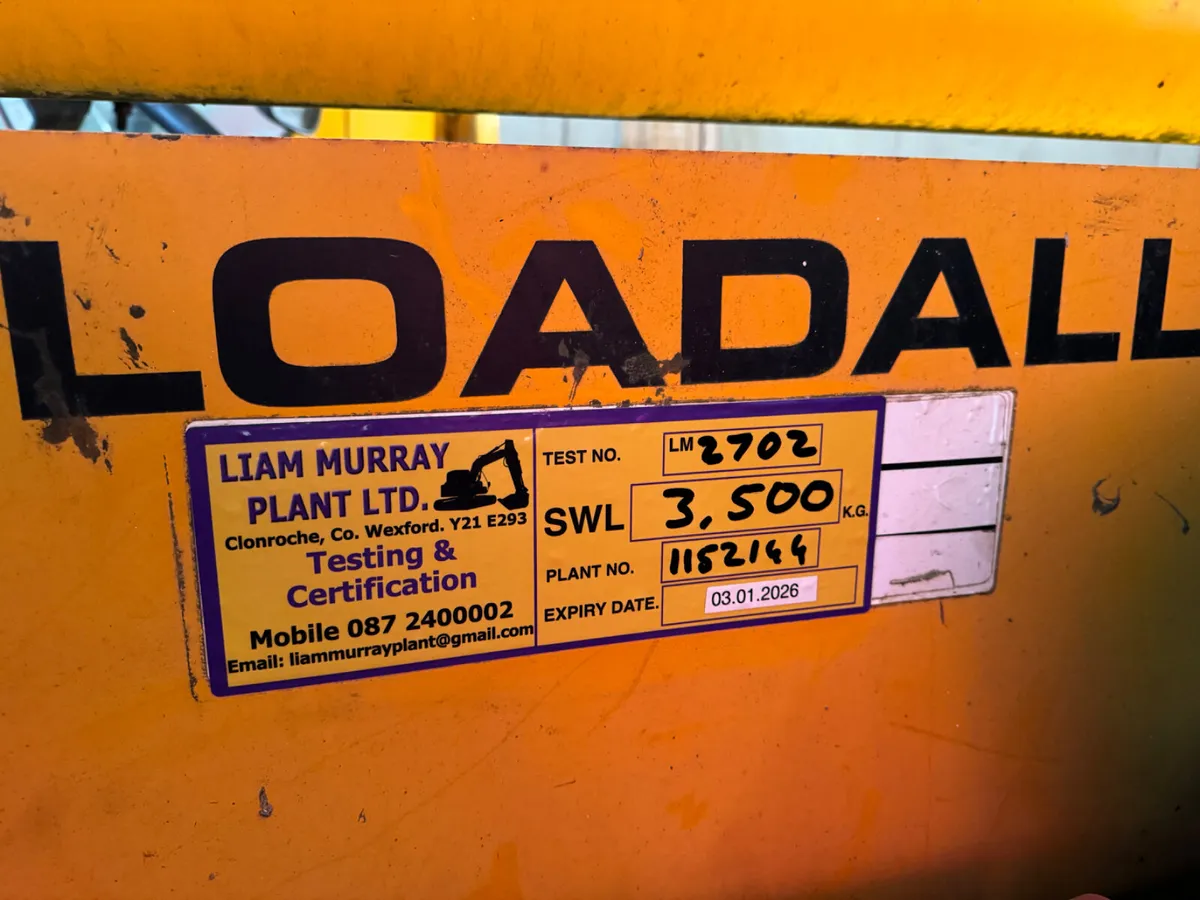 LOADALL
LIAM MURRAY
PLANT LTD.
Clonroche, Co. Wexford. Y21 E293
Testing &
Certification
Mobile 087 2400002
Email: liammurrayplant@gmail.com
TEST NO. LM 2702
SWL 3,500 K.G.
PLANT NO. 1152144
EXPIRY DATE. 03.01.2026